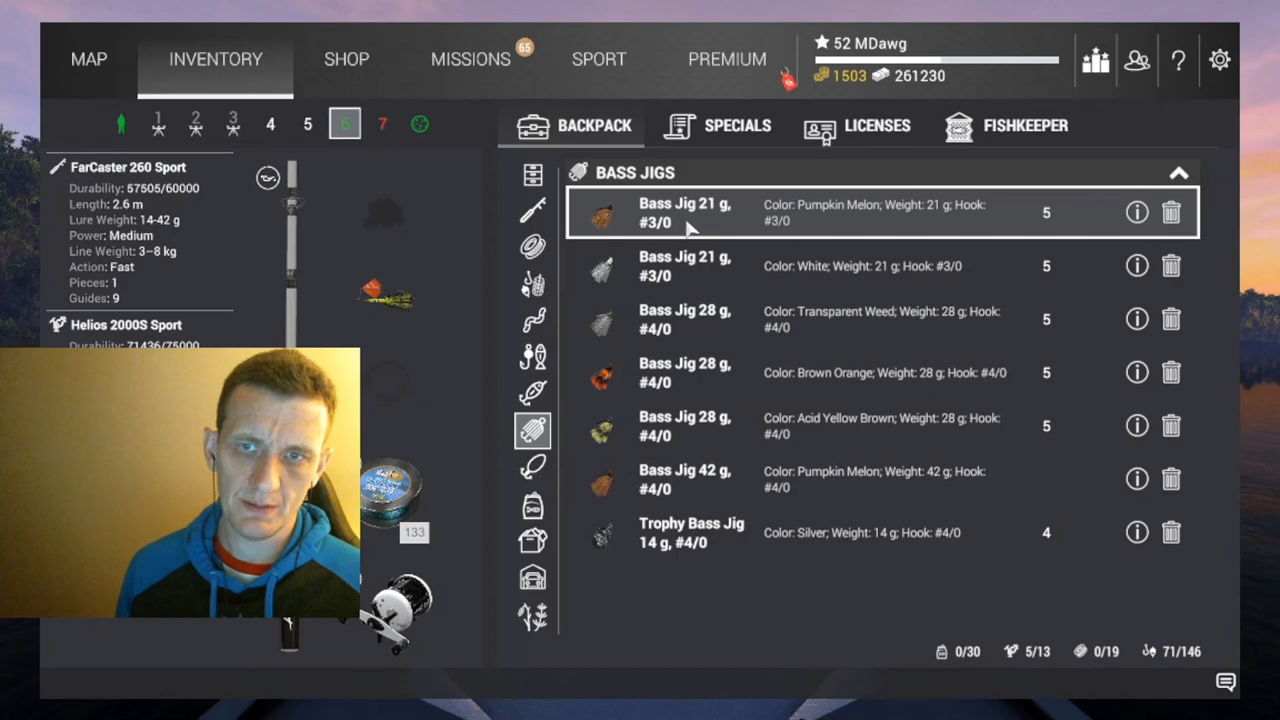 MAP
INVENTORY
SHOP
MISSIONS 65
SPORT
PREMIUM
52 MDawg
1503 261230
1 2 3 4 5 6 7
BACKPACK
SPECIALS
LICENSES
FISHKEEPER
FarCaster 260 Sport
Durability: 57505/60000
Length: 2.6 m
Lure Weight: 14-42 g
Power: Medium
Line Weight: 3–8 kg
Action: Fast
Pieces: 1
Guides: 9
Helios 2000S Sport
Durability: 71436/75000
133
BASS JIGS
Bass Jig 21 g,
#3/0
Color: Pumpkin Melon; Weight: 21 g; Hook:
#3/0
5
Bass Jig 21 g,
#3/0
Color: White; Weight: 21 g; Hook: #3/0
5
Bass Jig 28 g,
#4/0
Color: Transparent Weed; Weight: 28 g; Hook:
#4/0
5
Bass Jig 28 g,
#4/0
Color: Brown Orange; Weight: 28 g; Hook: #4/0
5
Bass Jig 28 g,
#4/0
Color: Acid Yellow Brown; Weight: 28 g; Hook:
#4/0
5
Bass Jig 42 g,
#4/0
Color: Pumpkin Melon; Weight: 42 g; Hook:
#4/0
Trophy Bass Jig
14 g, #4/0
Color: Silver; Weight: 14 g; Hook: #4/0
4
0/30 5/13 0/19 71/146